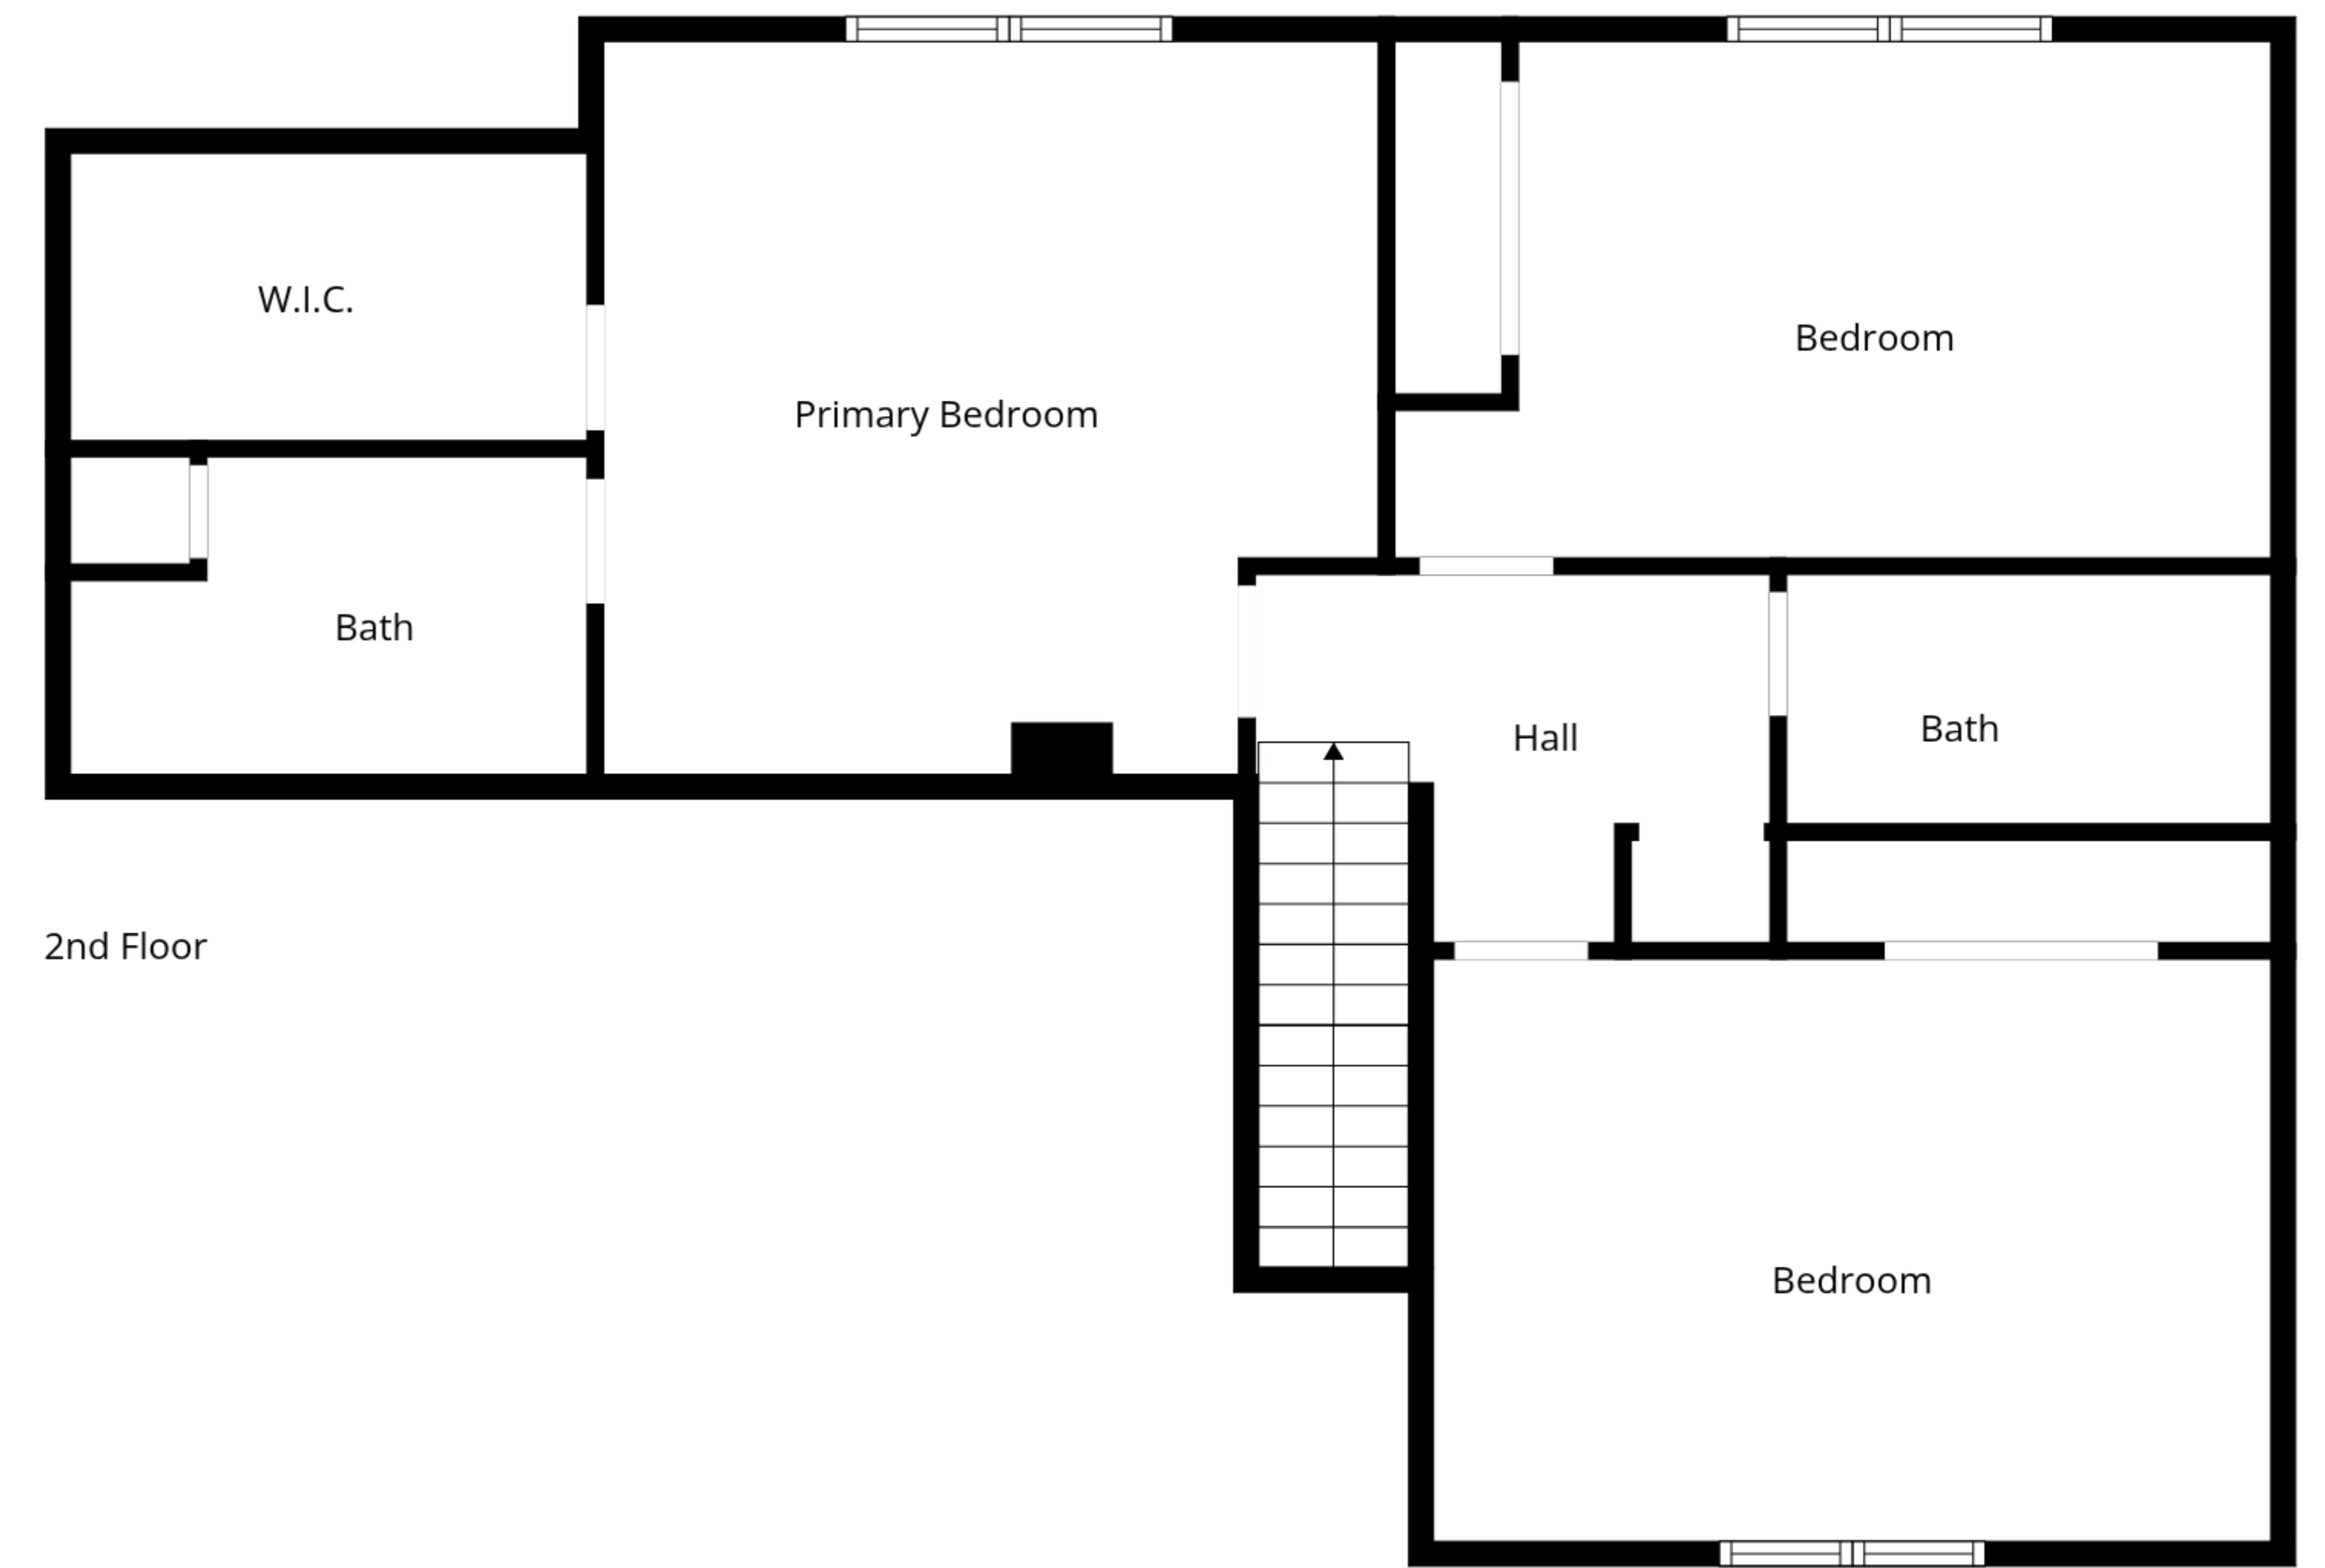 W.I.C.
Bedroom
Primary Bedroom
Bath
Hall
Bath
2nd Floor
Bedroom